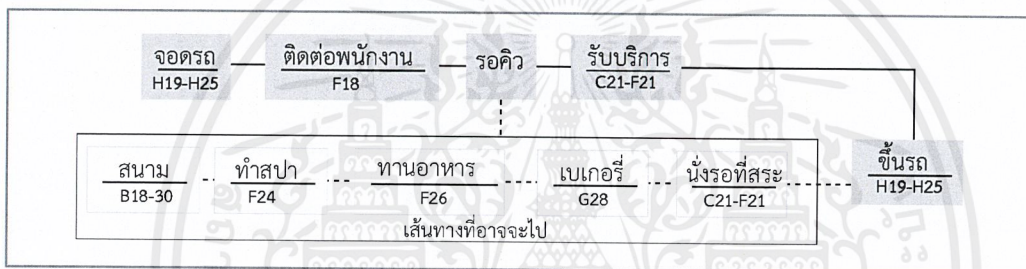 จอดรถ ติดต่อพนักงาน รอคิว รับบริการ
H19-H25 F18 C21-F21
ขึ้นรถ
H19-H25
สนาม ทำสปา ทานอาหาร เบเกอรี่ นั่งรอที่สระ
B18-30 F24 F26 G28 C21-F21
เส้นทางที่อาจจะไป